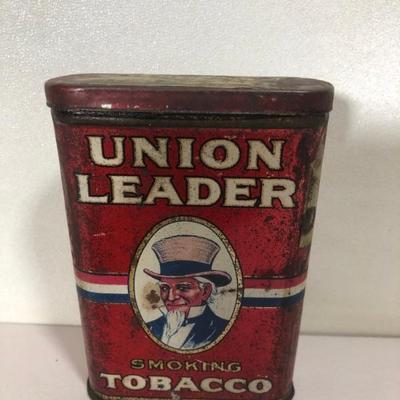 UNION
LEADER
SMOKING
TOBACCO